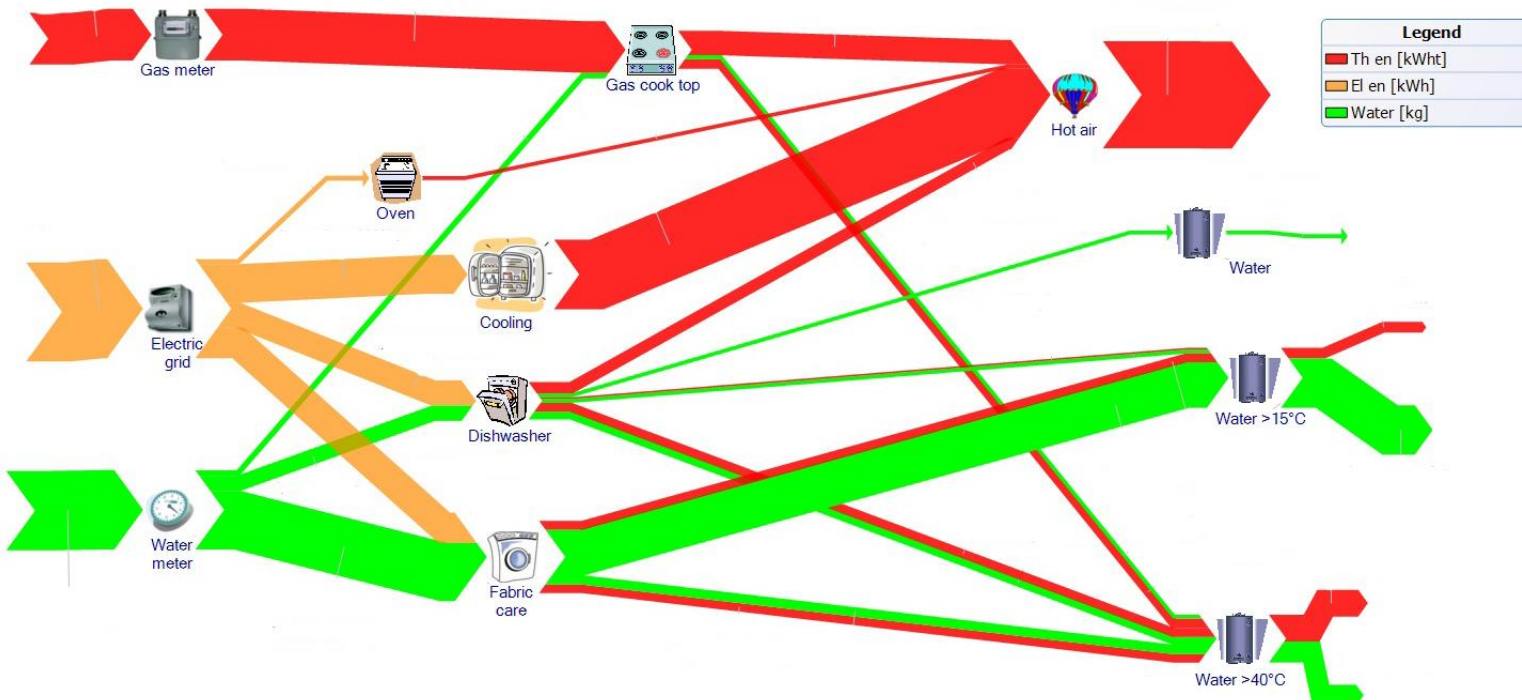 Legend
Th en [kWht]
El en [kWh]
Water [kg]
Gas meter
Gas cook top
Hot air
Oven
Water
Cooling
Electric
grid
Water >15°C
Dishwasher
Water
meter
Fabric
care
Water >40°C